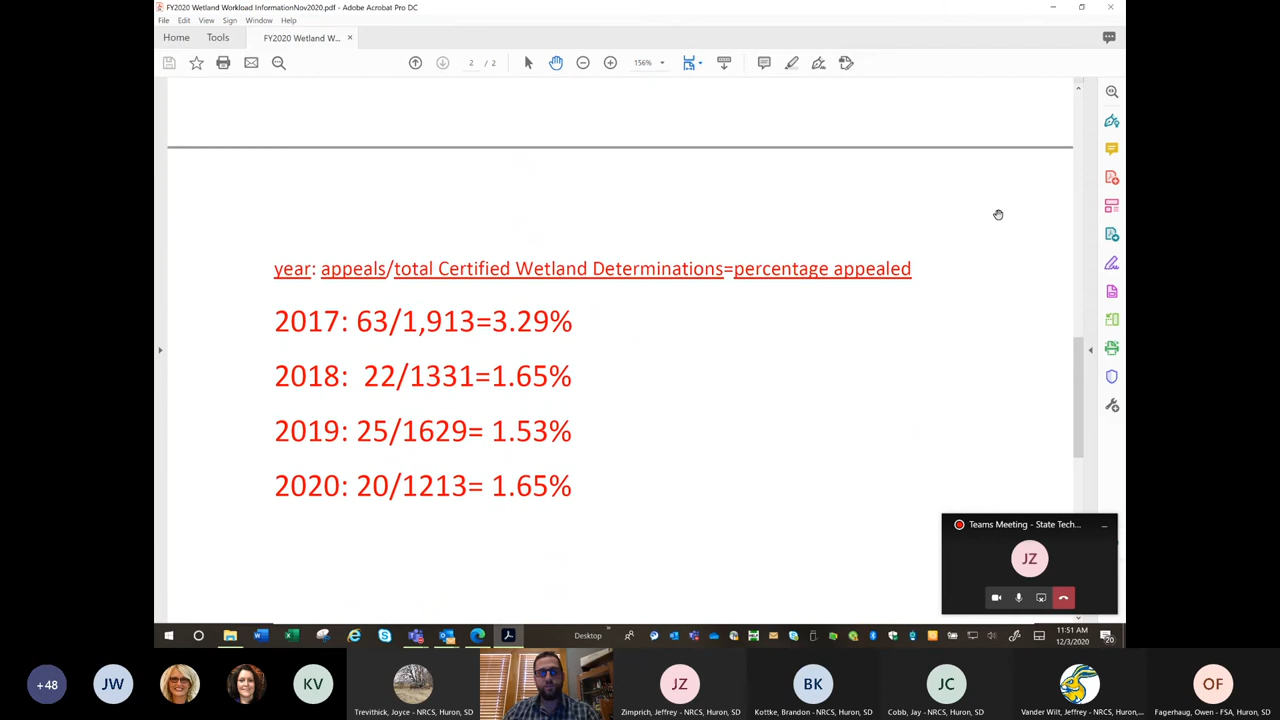 FY2020 Wetland Workload InformationNov2020.pdf - Adobe Acrobat Pro DC
File Edit View Sign Window Help
Home Tools FY2020 Wetland W... ×
2 / 2 156%
year: appeals/total Certified Wetland Determinations=percentage appealed
2017: 63/1,913=3.29%
2018: 22/1331=1.65%
2019: 25/1629= 1.53%
2020: 20/1213= 1.65%
Teams Meeting - State Tech...
JZ
Desktop
11:51 AM
12/3/2020
20
+48 JW KV JZ BK JC OF
Trevithick, Joyce - NRCS, Huron, SD Zimprich, Jeffrey - NRCS, Huron, SD Kottke, Brandon - NRCS, Huron, SD Cobb, Jay - NRCS, Huron, SD Vander Wilt, Jeffrey - NRCS, Huron,... Fagerhaug, Owen - FSA, Huron, SD